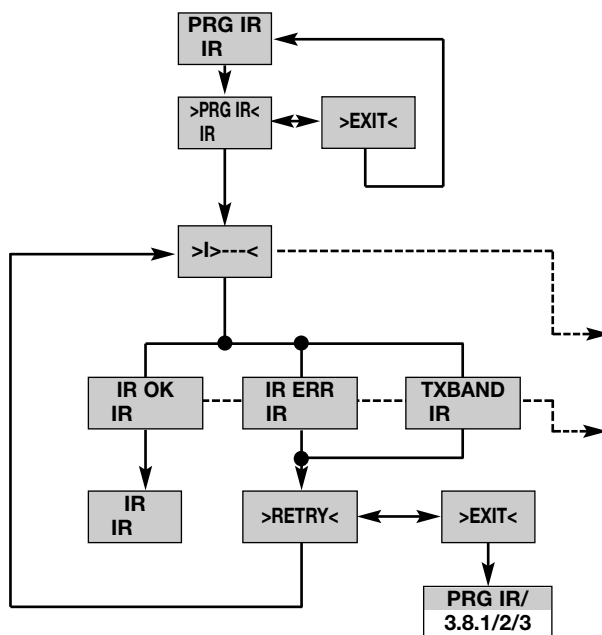 PRG IR
IR
>PRG IR<
IR
>EXIT<
>I>---<
IR OK
IR
IR ERR
IR
TXBAND
IR
IR
IR
>RETRY<
>EXIT<
PRG IR/
3.8.1/2/3